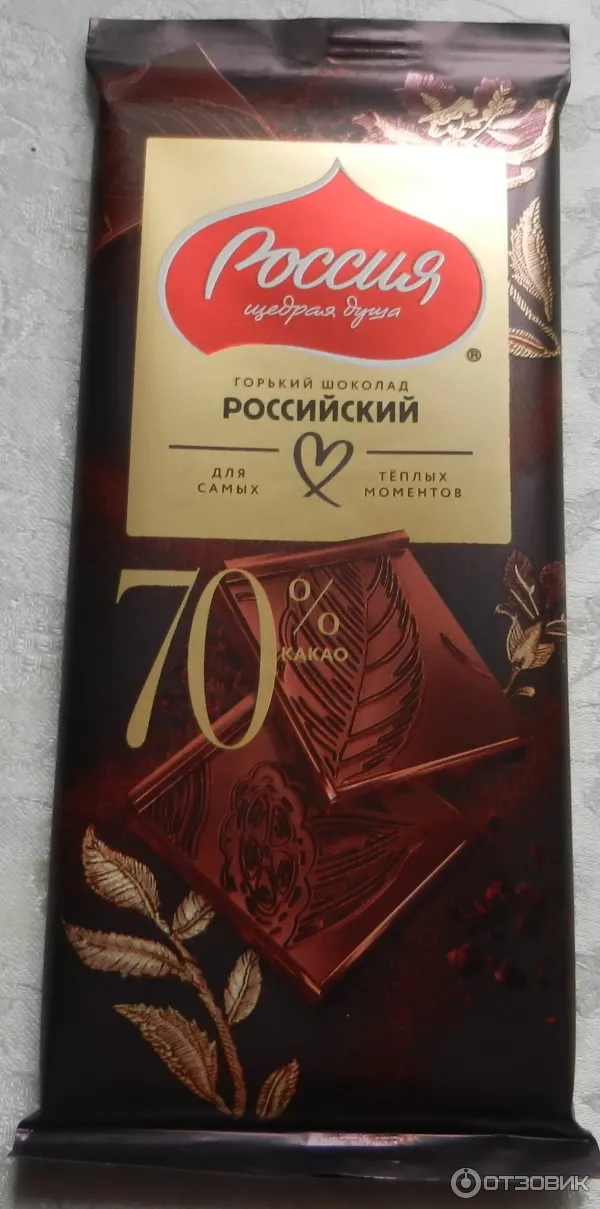 Россия
щедрая душа
®
ГОРЬКИЙ ШОКОЛАД
РОССИЙСКИЙ
ДЛЯ САМЫХ
ТЁПЛЫХ МОМЕНТОВ
70%
КАКАО
ОТЗОВИК